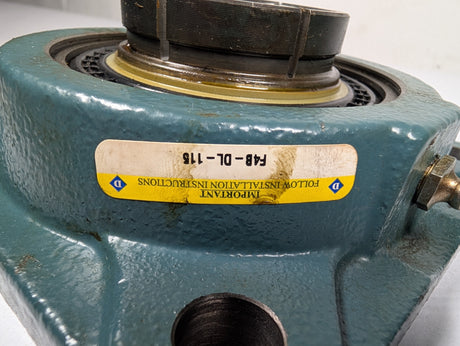 IMPORTANT
D FOLLOW INSTALLATION INSTRUCTIONS D
F4B-DL-115